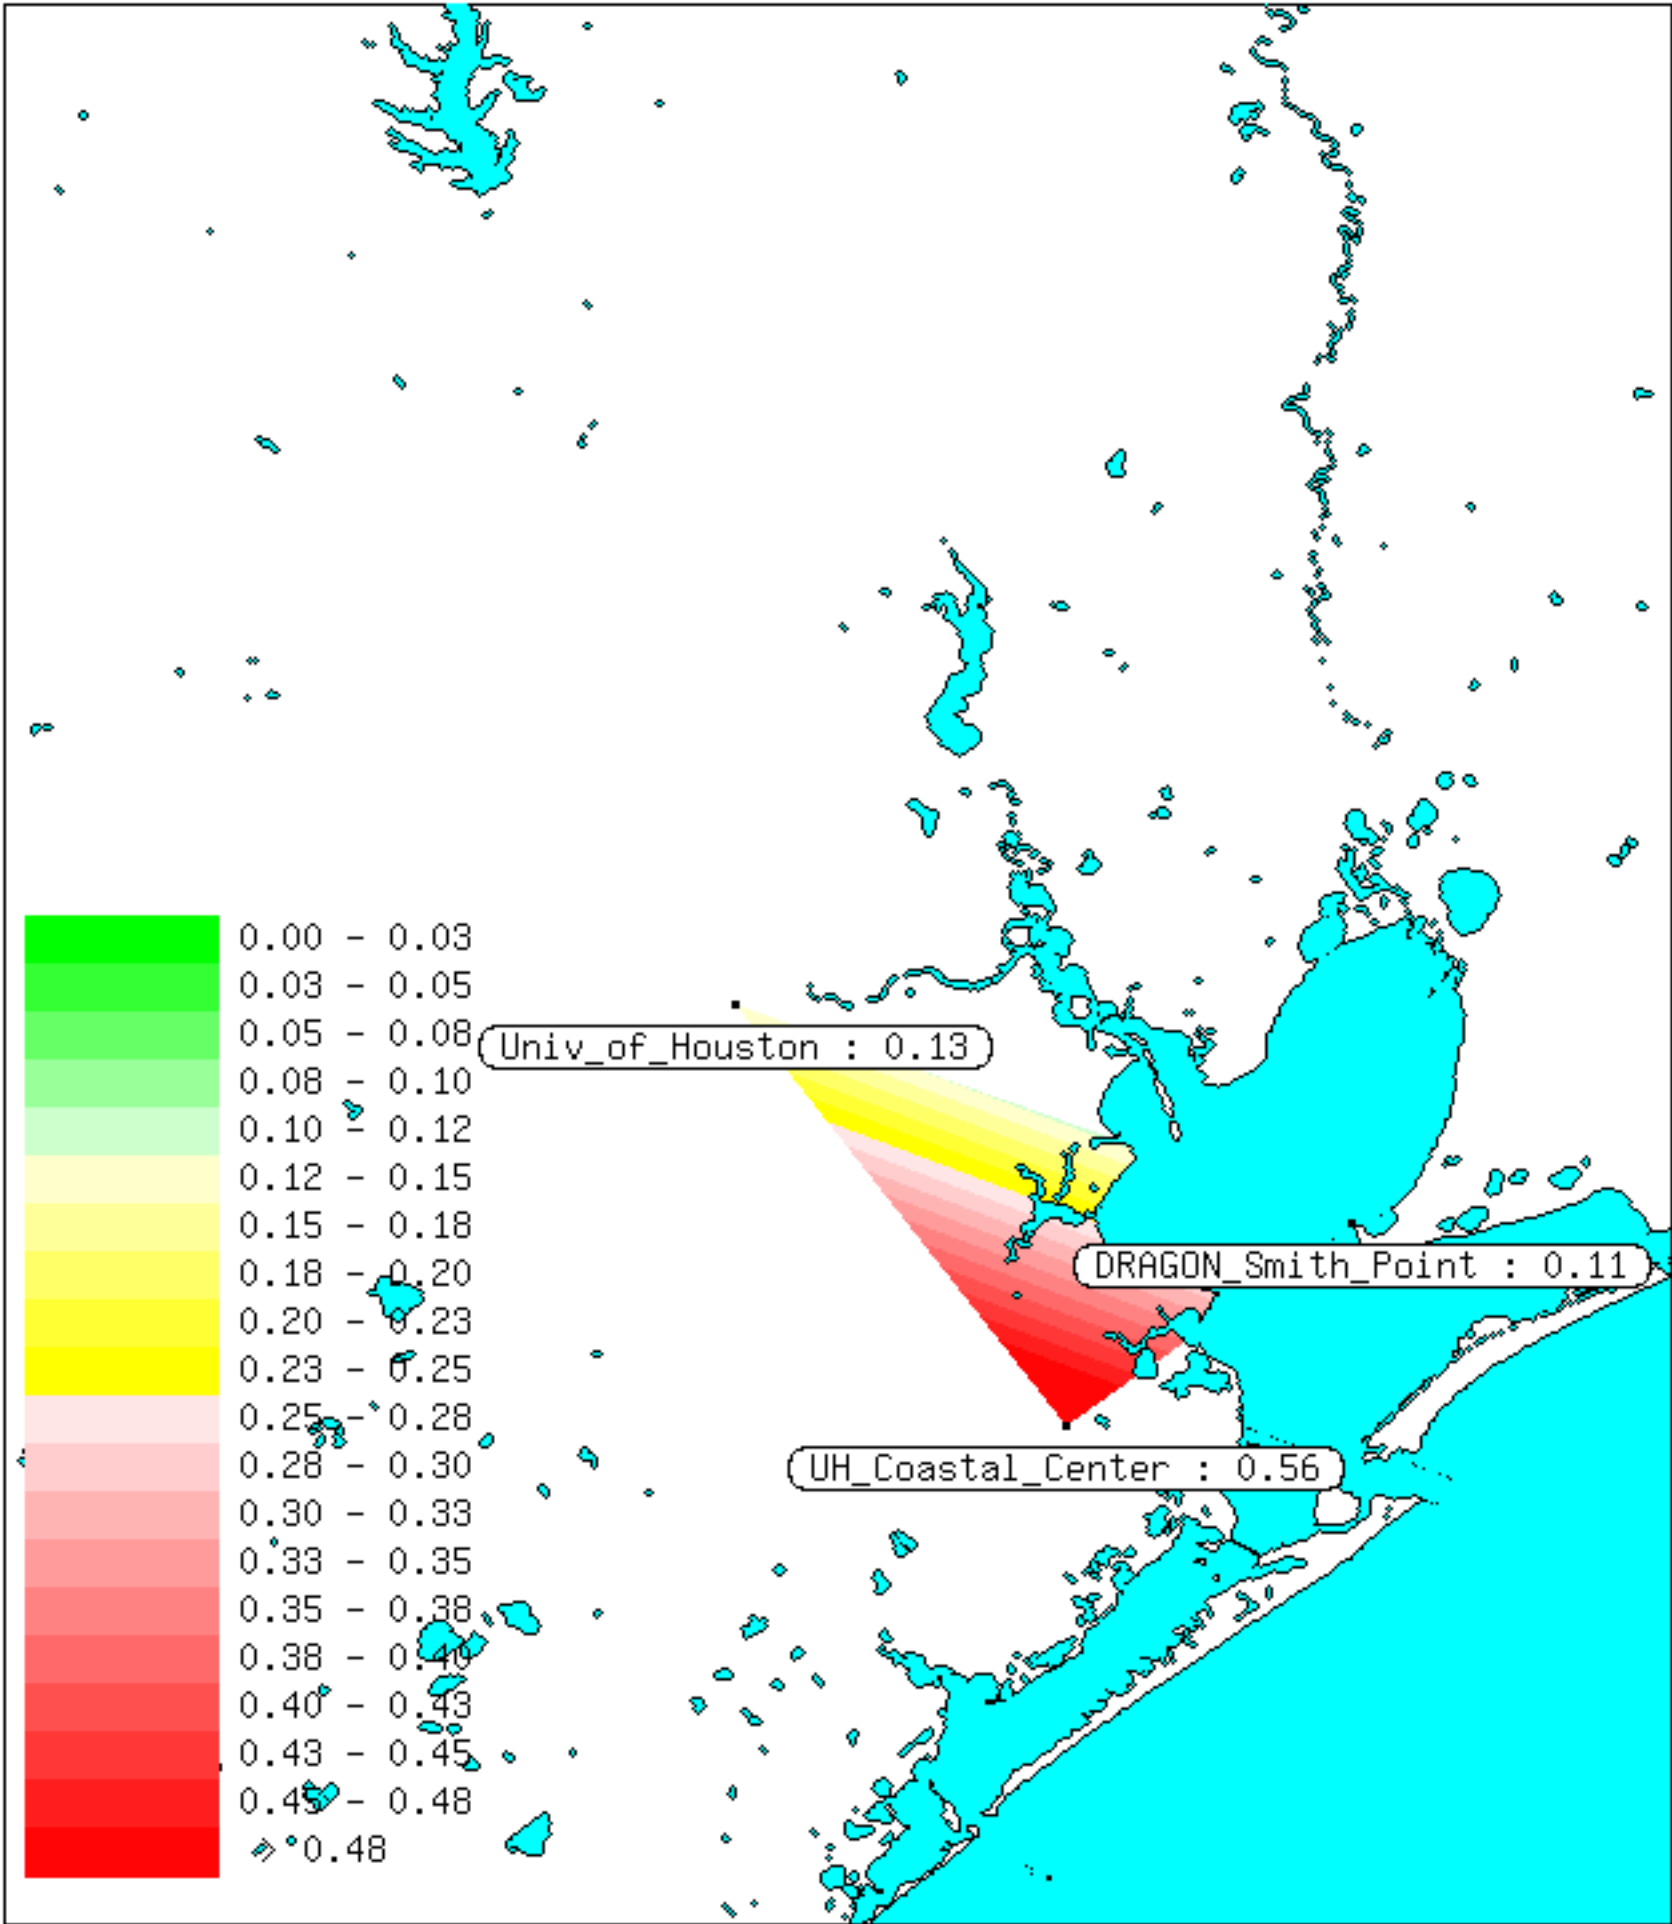 0.00 - 0.03
0.03 - 0.05
0.05 - 0.08
Univ_of_Houston : 0.13
0.08 - 0.10
0.10 - 0.12
0.12 - 0.15
0.15 - 0.18
DRAGON_Smith_Point : 0.11
0.18 - 0.20
0.20 - 0.23
0.23 - 0.25
0.25 - 0.28
0.28 - 0.30
UH_Coastal_Center : 0.56
0.30 - 0.33
0.33 - 0.35
0.35 - 0.38
0.38 - 0.40
0.40 - 0.43
0.43 - 0.45
0.45 - 0.48
> 0.48